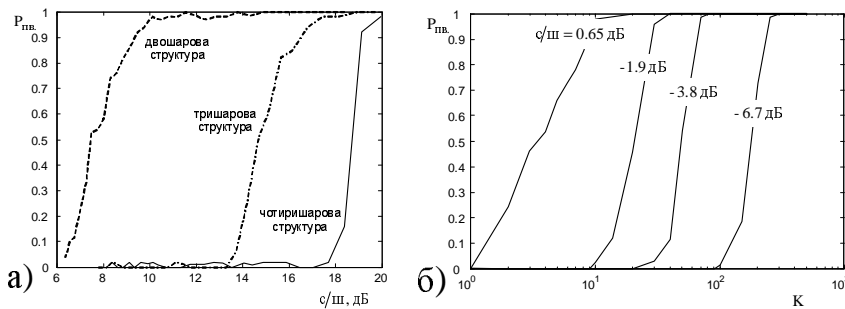 Pпв.
1
0.9
0.8
0.7
0.6
0.5
0.4
0.3
0.2
0.1
0
двошарова
структура
тришарова
структура
чотиришарова
структура
6 8 10 12 14 16 18 20
с/ш, дБ
а)
Pпв.
1
0.9
0.8
0.7
0.6
0.5
0.4
0.3
0.2
0.1
0
с/ш = 0.65 дБ
-1.9 дБ
- 3.8 дБ
- 6.7 дБ
10^0 10^1 10^2 10
K
б)